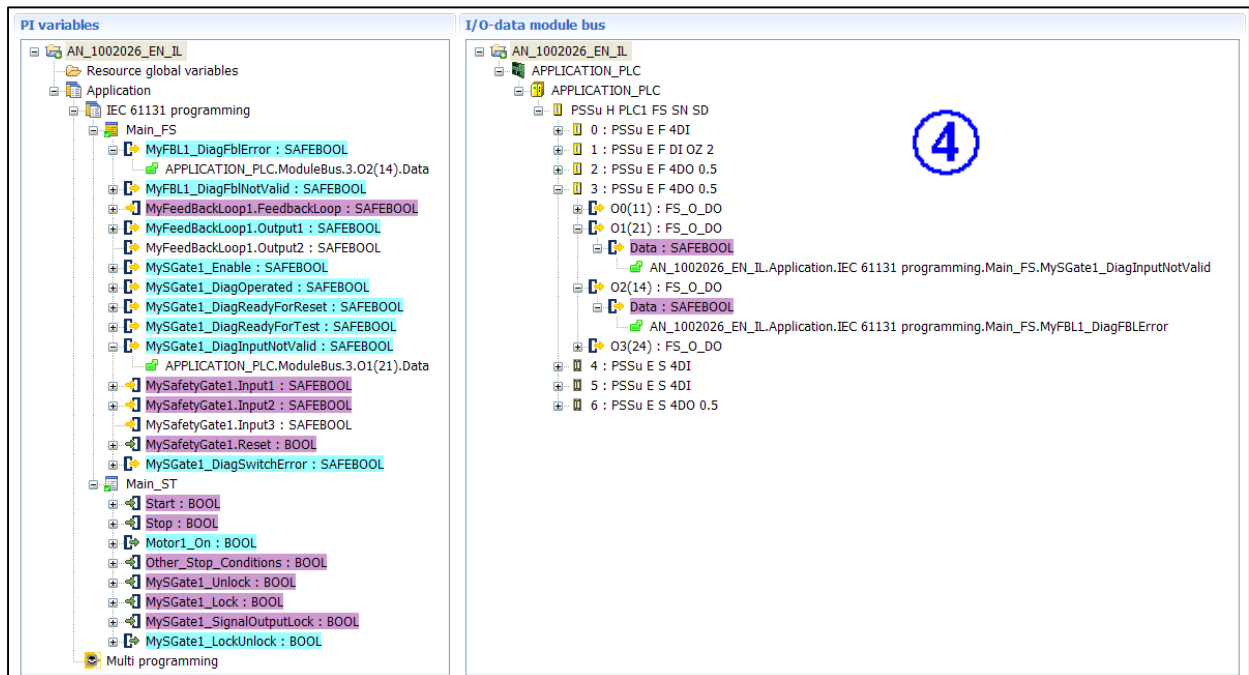 PI variables
AN_1002026_EN_IL
Resource global variables
Application
IEC 61131 programming
Main_FS
MyFBL1_DiagFblError : SAFEBOOL
APPLICATION_PLC.ModuleBus.3.O2(14).Data
MyFBL1_DiagFblNotValid : SAFEBOOL
MyFeedBackLoop1.FeedbackLoop : SAFEBOOL
MyFeedBackLoop1.Output1 : SAFEBOOL
MyFeedBackLoop1.Output2 : SAFEBOOL
MySGate1_Enable : SAFEBOOL
MySGate1_DiagOperated : SAFEBOOL
MySGate1_DiagReadyForReset : SAFEBOOL
MySGate1_DiagReadyForTest : SAFEBOOL
MySGate1_DiagInputNotValid : SAFEBOOL
APPLICATION_PLC.ModuleBus.3.O1(21).Data
MySafetyGate1.Input1 : SAFEBOOL
MySafetyGate1.Input2 : SAFEBOOL
MySafetyGate1.Input3 : SAFEBOOL
MySafetyGate1.Reset : BOOL
MySGate1_DiagSwitchError : SAFEBOOL
Main_ST
Start : BOOL
Stop : BOOL
Motor1_On : BOOL
Other_Stop_Conditions : BOOL
MySGate1_Unlock : BOOL
MySGate1_Lock : BOOL
MySGate1_SignalOutputLock : BOOL
MySGate1_LockUnlock : BOOL
Multi programming
I/O-data module bus
AN_1002026_EN_IL
APPLICATION_PLC
APPLICATION_PLC
PSSu H PLC1 FS SN SD
0 : PSSu E F 4DI
1 : PSSu E F DI OZ 2
2 : PSSu E F 4DO 0.5
3 : PSSu E F 4DO 0.5
O0(11) : FS_O_DO
O1(21) : FS_O_DO
Data : SAFEBOOL
AN_1002026_EN_IL.Application.IEC 61131 programming.Main_FS.MySGate1_DiagInputNotValid
O2(14) : FS_O_DO
Data : SAFEBOOL
AN_1002026_EN_IL.Application.IEC 61131 programming.Main_FS.MyFBL1_DiagFBLError
O3(24) : FS_O_DO
4 : PSSu E S 4DI
5 : PSSu E S 4DI
6 : PSSu E S 4DO 0.5
4